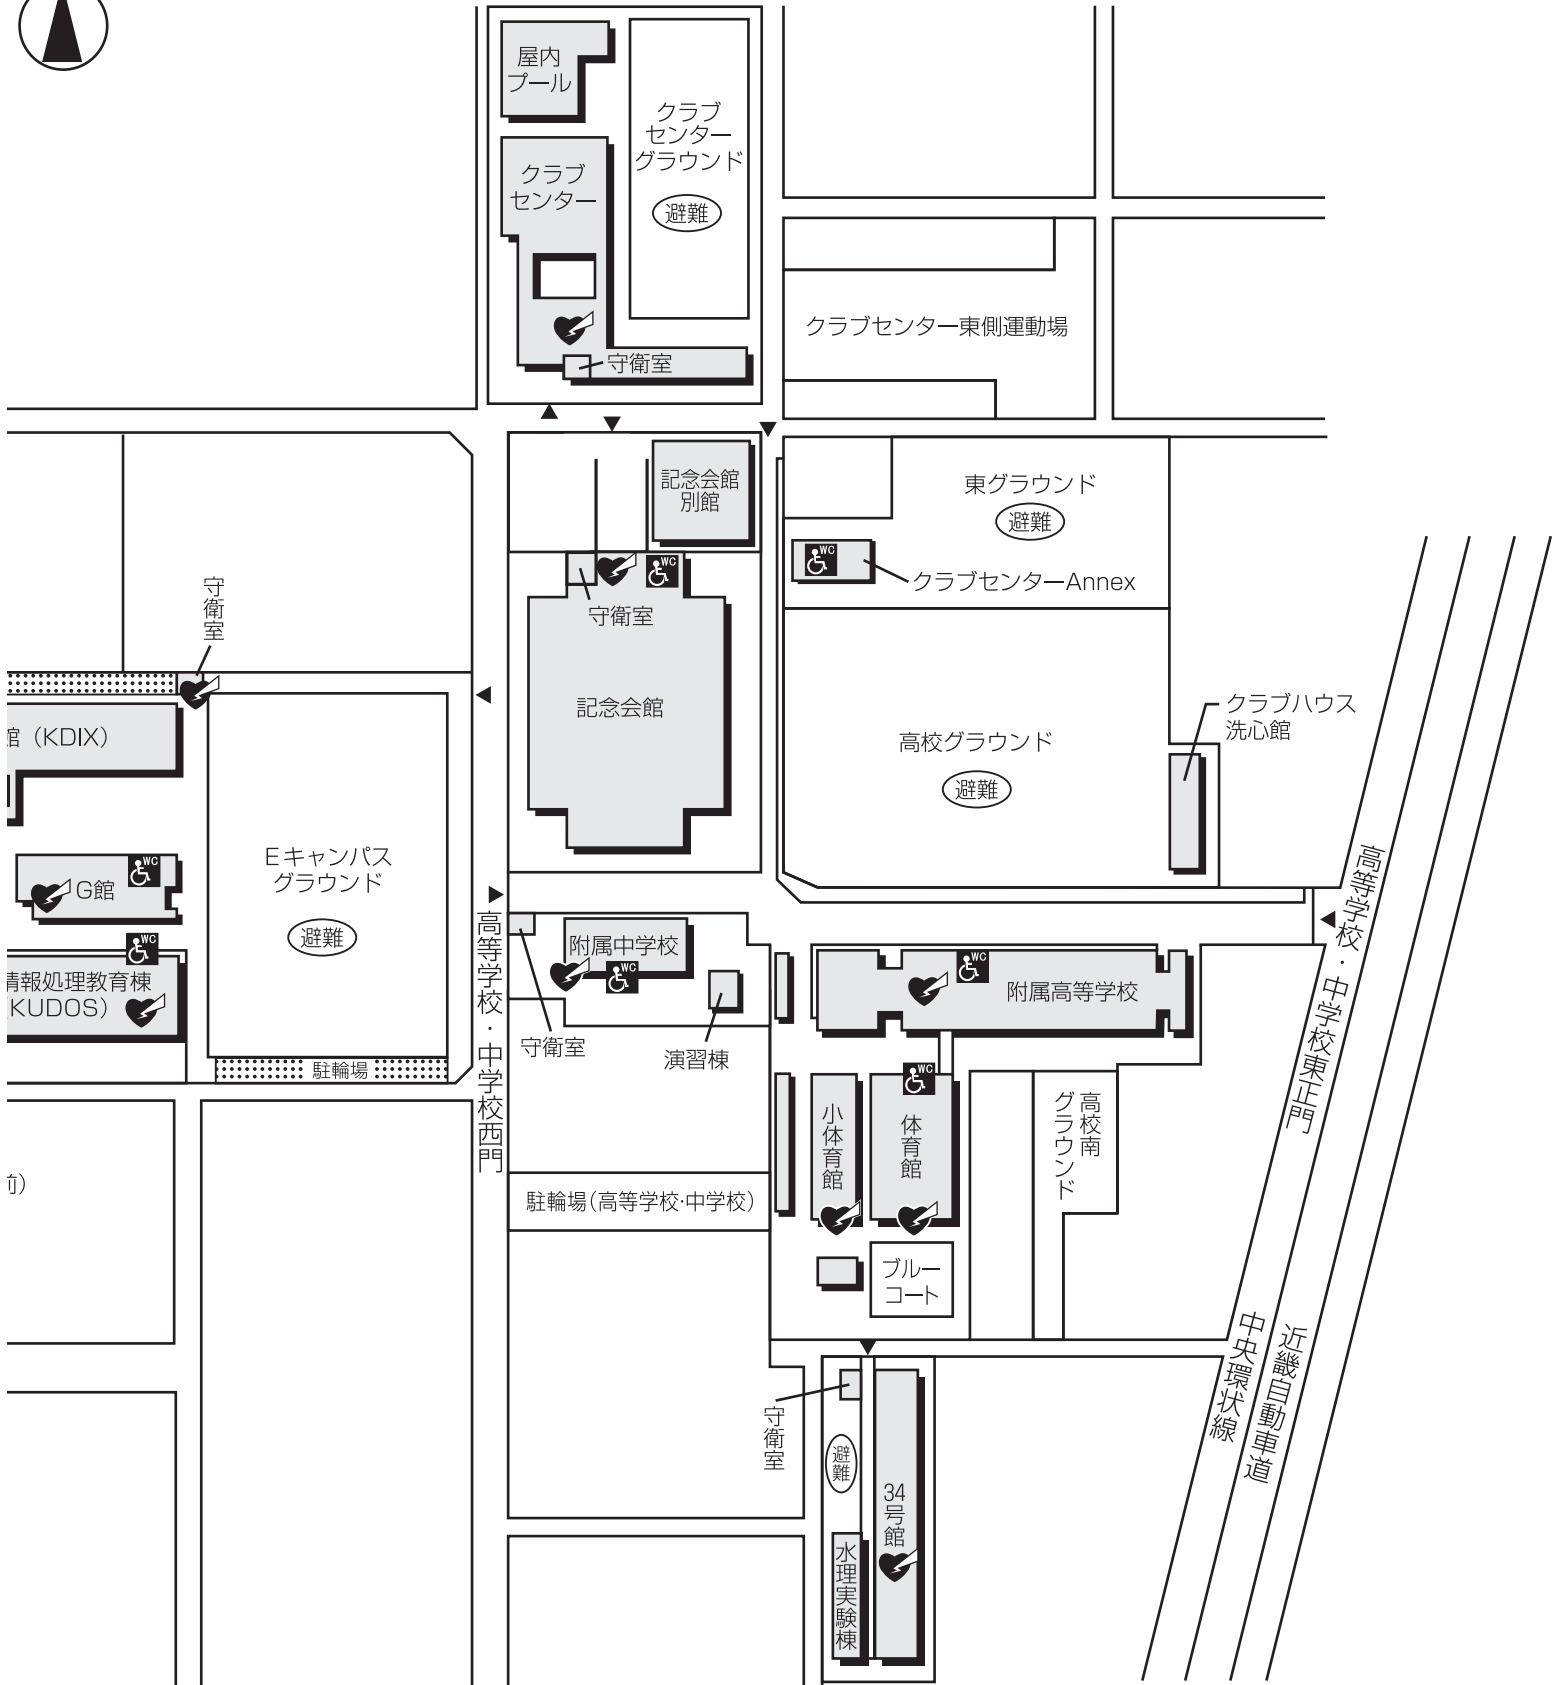 屋内
プール
クラブ
センター
グラウンド
避難
クラブ
センター
守衛室
クラブセンター東側運動場
記念会館
別館
東グラウンド
避難
WC
クラブセンターAnnex
WC
守衛室
守衛室
記念会館
クラブハウス
洗心館
高校グラウンド
避難
館(KDIX)
Eキャンパス
グラウンド
避難
WC
G館
WC
情報処理教育棟
(KUDOS)
駐輪場
高等学校・中学校西門
附属中学校
WC
守衛室
演習棟
WC
附属高等学校
高等学校・中学校東正門
WC
小体育館
体育館
高校南
グラウンド
前)
駐輪場(高等学校・中学校)
ブルー
コート
中央環状線
近畿自動車道
守衛室
避難
34号館
水理実験棟